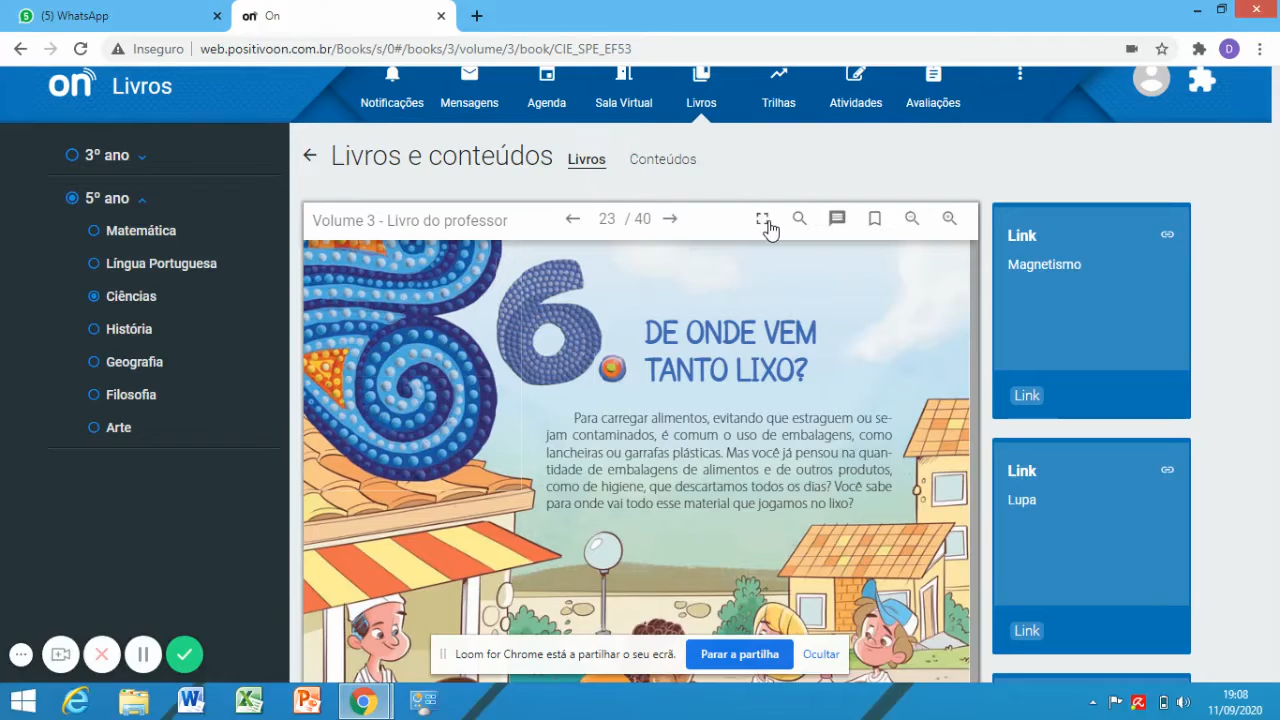 (5) WhatsApp
On
Inseguro
web.positivoon.com.br/Books/s/0#/books/3/volume/3/book/CIE_SPE_EF53
D
on
Livros
Notificações
Mensagens
Agenda
Sala Virtual
Livros
Trilhas
Atividades
Avaliações
3º ano
5º ano
Matemática
Língua Portuguesa
Ciências
História
Geografia
Filosofia
Arte
Livros e conteúdos
Livros
Conteúdos
Volume 3 - Livro do professor
23 / 40
6.
DE ONDE VEM
TANTO LIXO?
Para carregar alimentos, evitando que estraguem ou se-
jam contaminados, é comum o uso de embalagens, como
lancheiras ou garrafas plásticas. Mas você já pensou na quan-
tidade de embalagens de alimentos e de outros produtos,
como de higiene, que descartamos todos os dias? Você sabe
para onde vai todo esse material que jogamos no lixo?
Link
Magnetismo
Link
Link
Lupa
Link
Loom for Chrome está a partilhar o seu ecrã.
Parar a partilha
Ocultar
19:08
11/09/2020